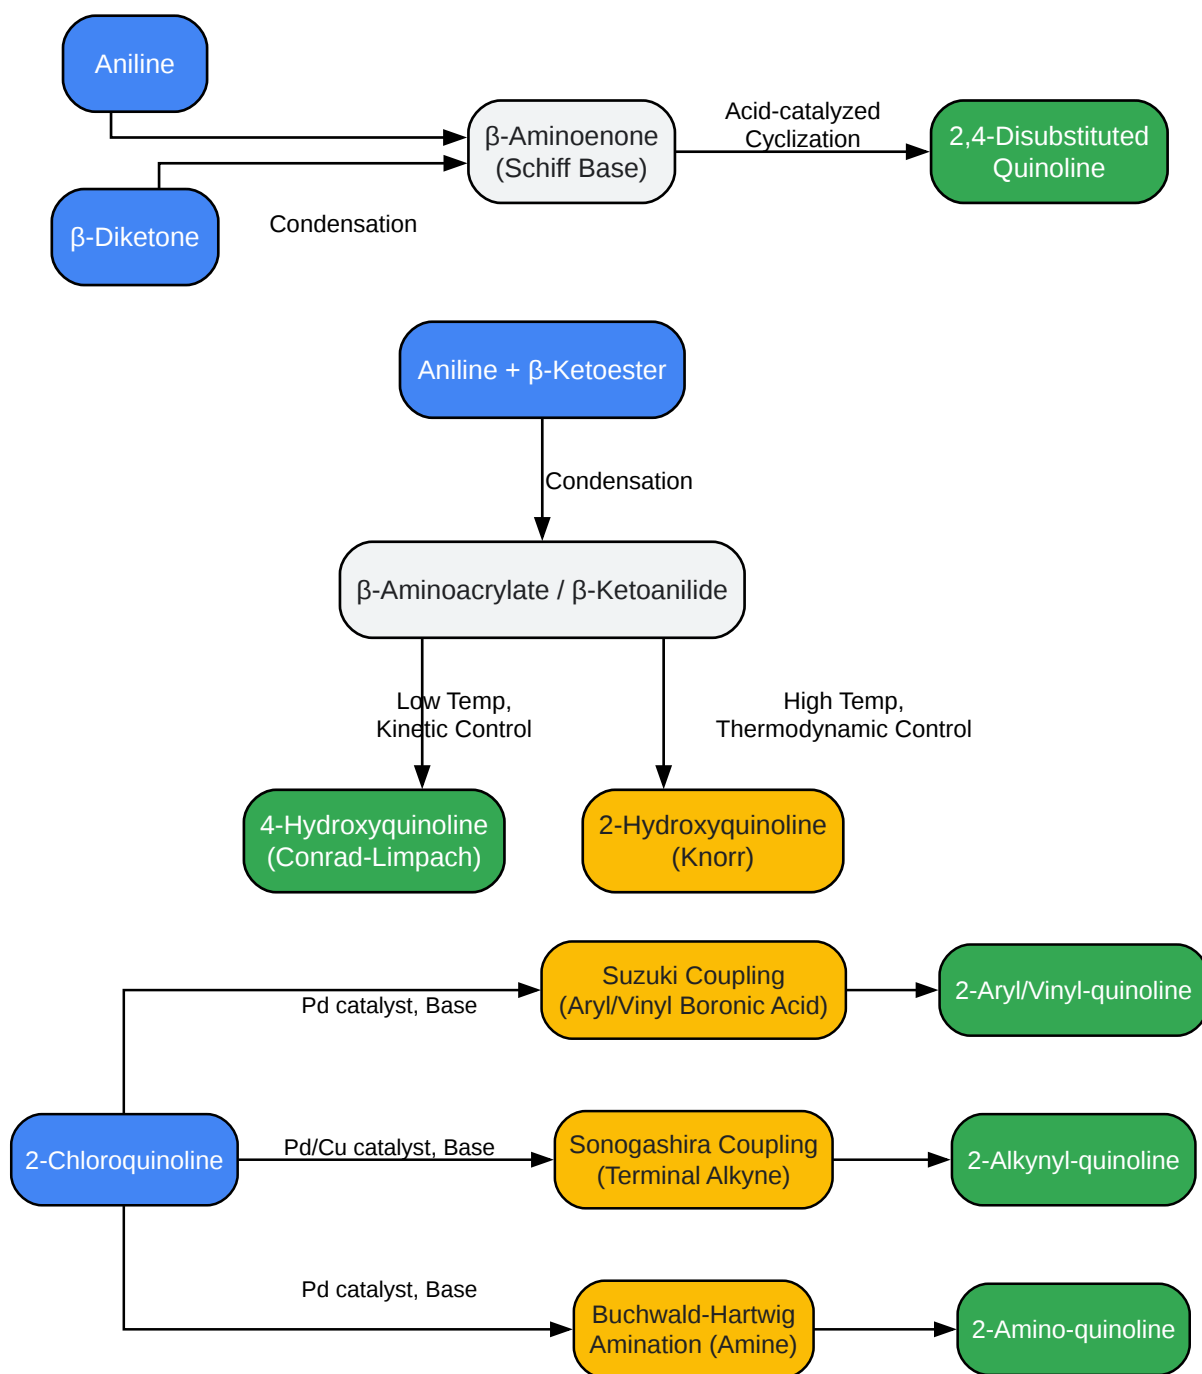 Aniline
β-Diketone
Condensation
β-Aminoenone
(Schiff Base)
Acid-catalyzed
Cyclization
2,4-Disubstituted
Quinoline
Aniline + β-Ketoester
Condensation
β-Aminoacrylate / β-Ketoanilide
Low Temp,
Kinetic Control
High Temp,
Thermodynamic Control
4-Hydroxyquinoline
(Conrad-Limpach)
2-Hydroxyquinoline
(Knorr)
2-Chloroquinoline
Pd catalyst, Base
Suzuki Coupling
(Aryl/Vinyl Boronic Acid)
2-Aryl/Vinyl-quinoline
Pd/Cu catalyst, Base
Sonogashira Coupling
(Terminal Alkyne)
2-Alkynyl-quinoline
Pd catalyst, Base
Buchwald-Hartwig
Amination (Amine)
2-Amino-quinoline